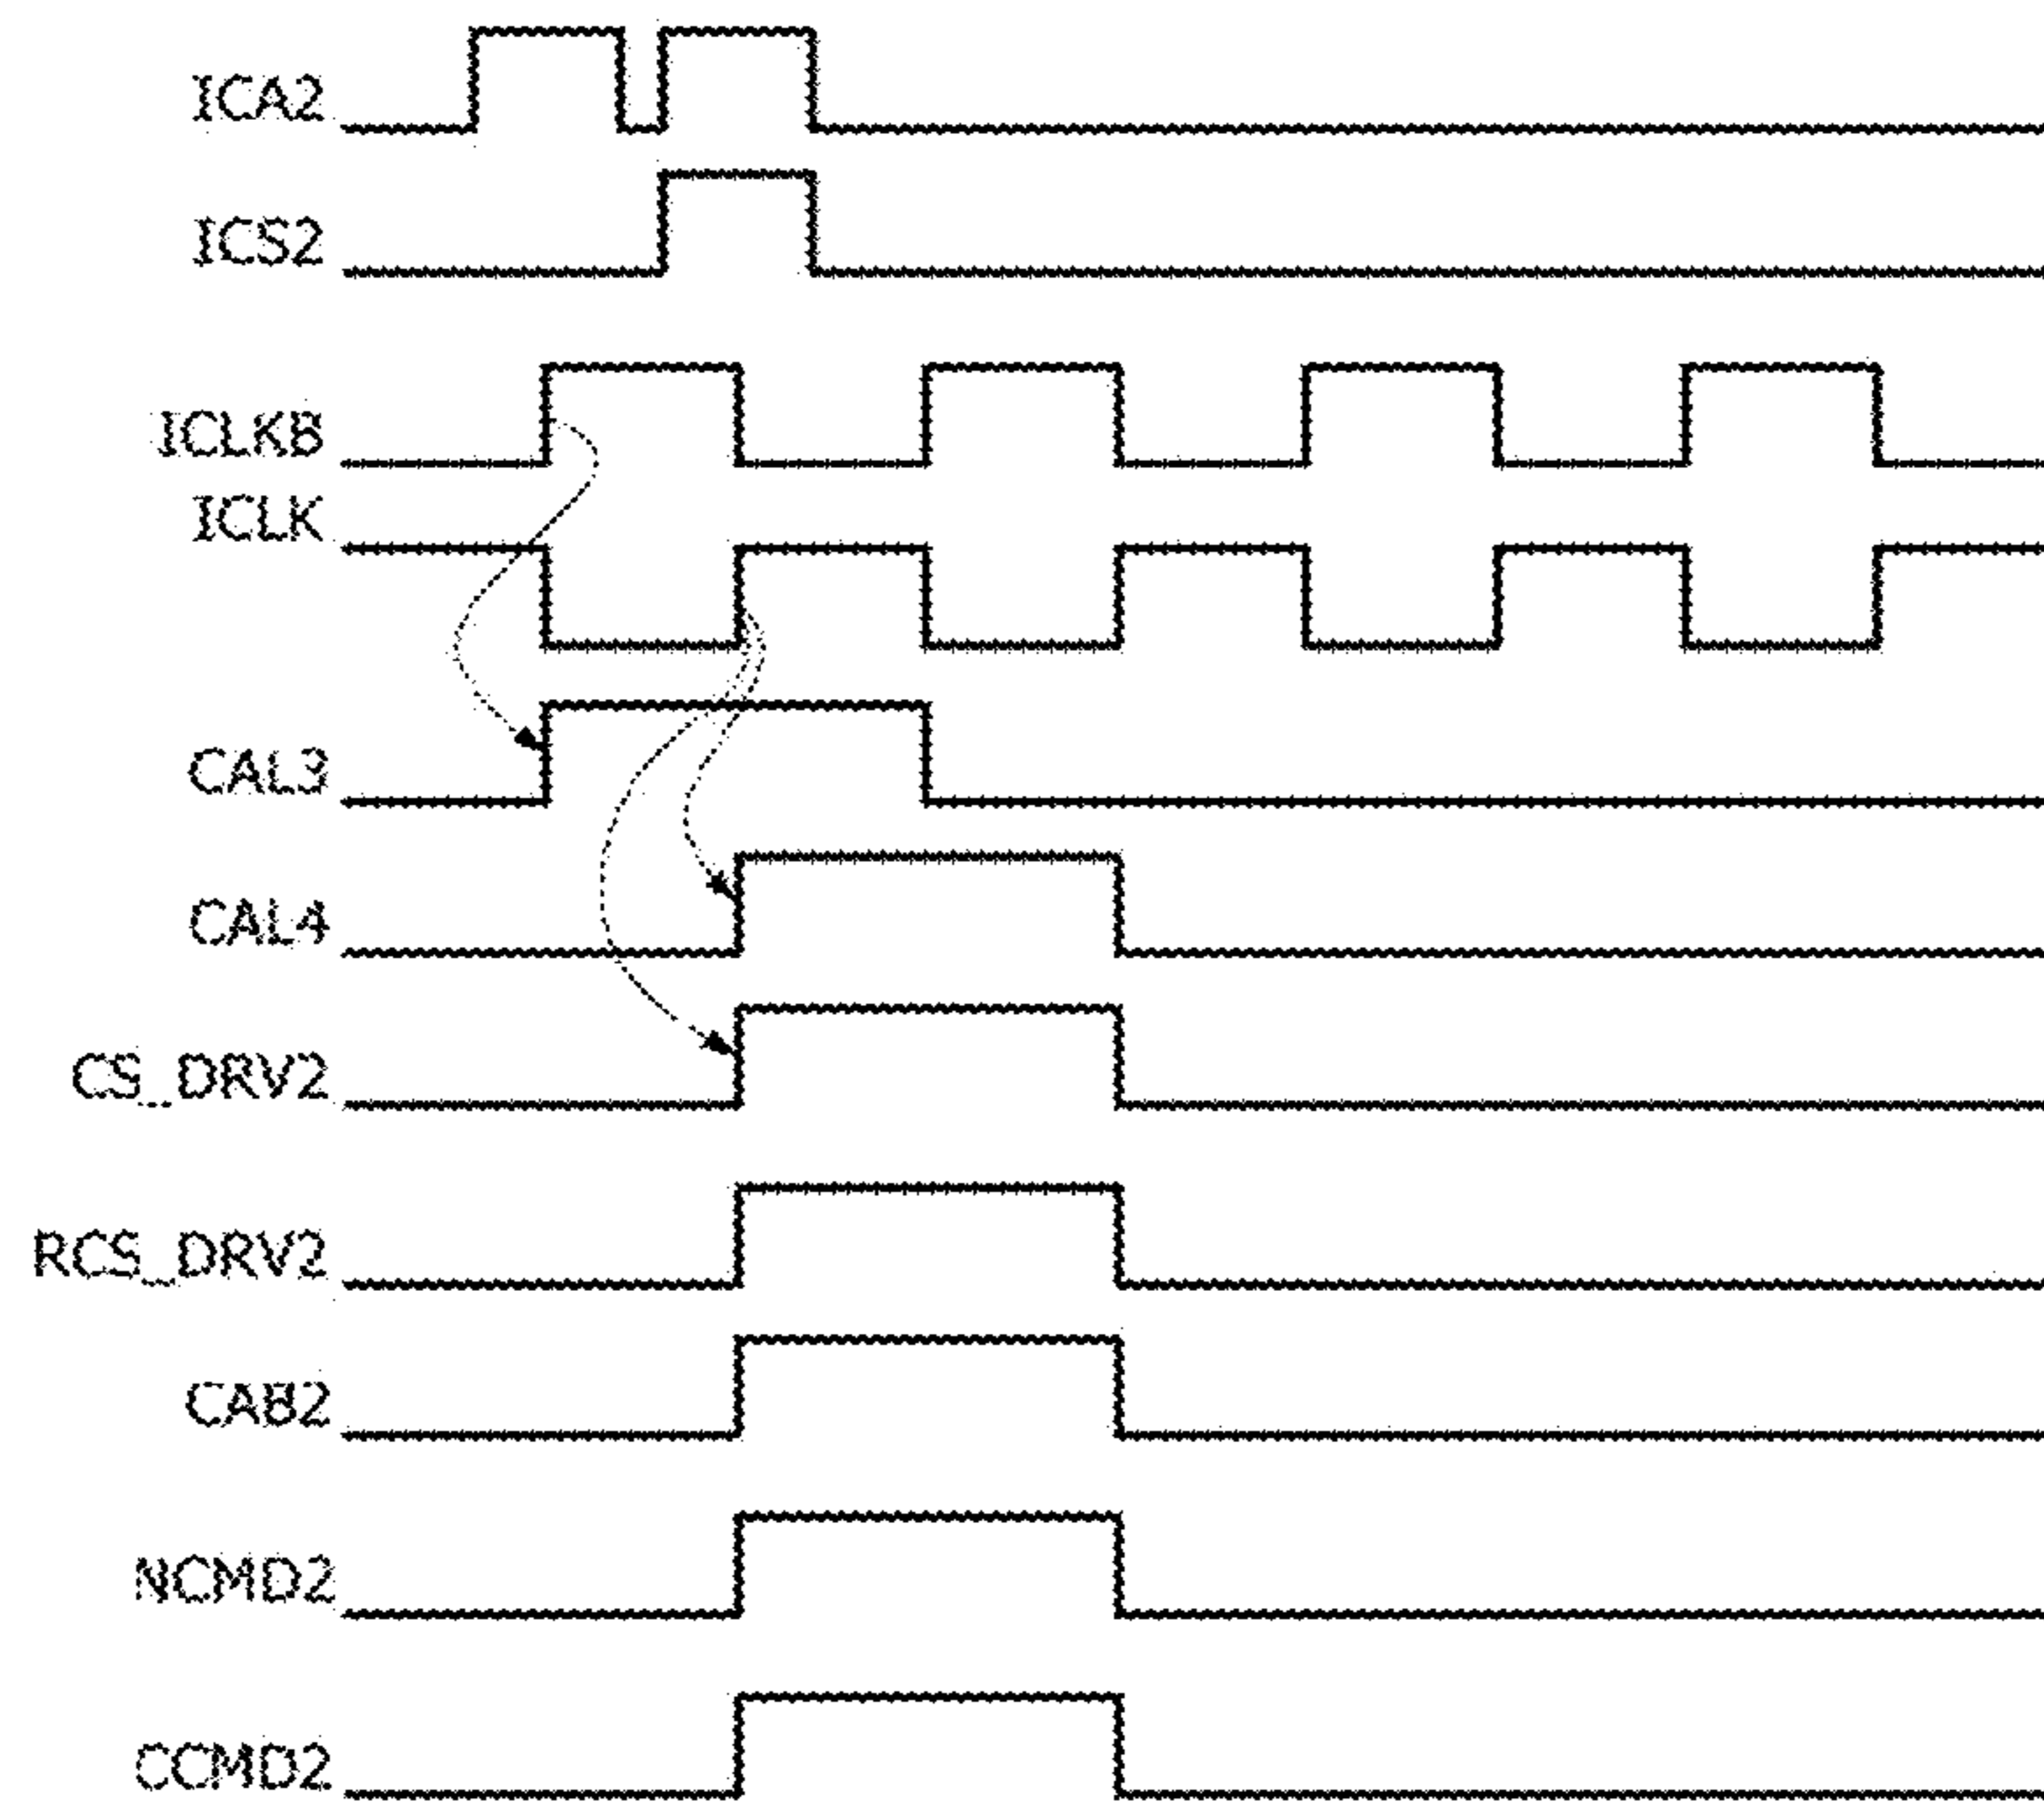 ICA2
ICS2
ICLKB
ICLK
CAL3
CAL4
CS_DRV2
RCS_DRV2
CAB2
NCMD2
CCMD2